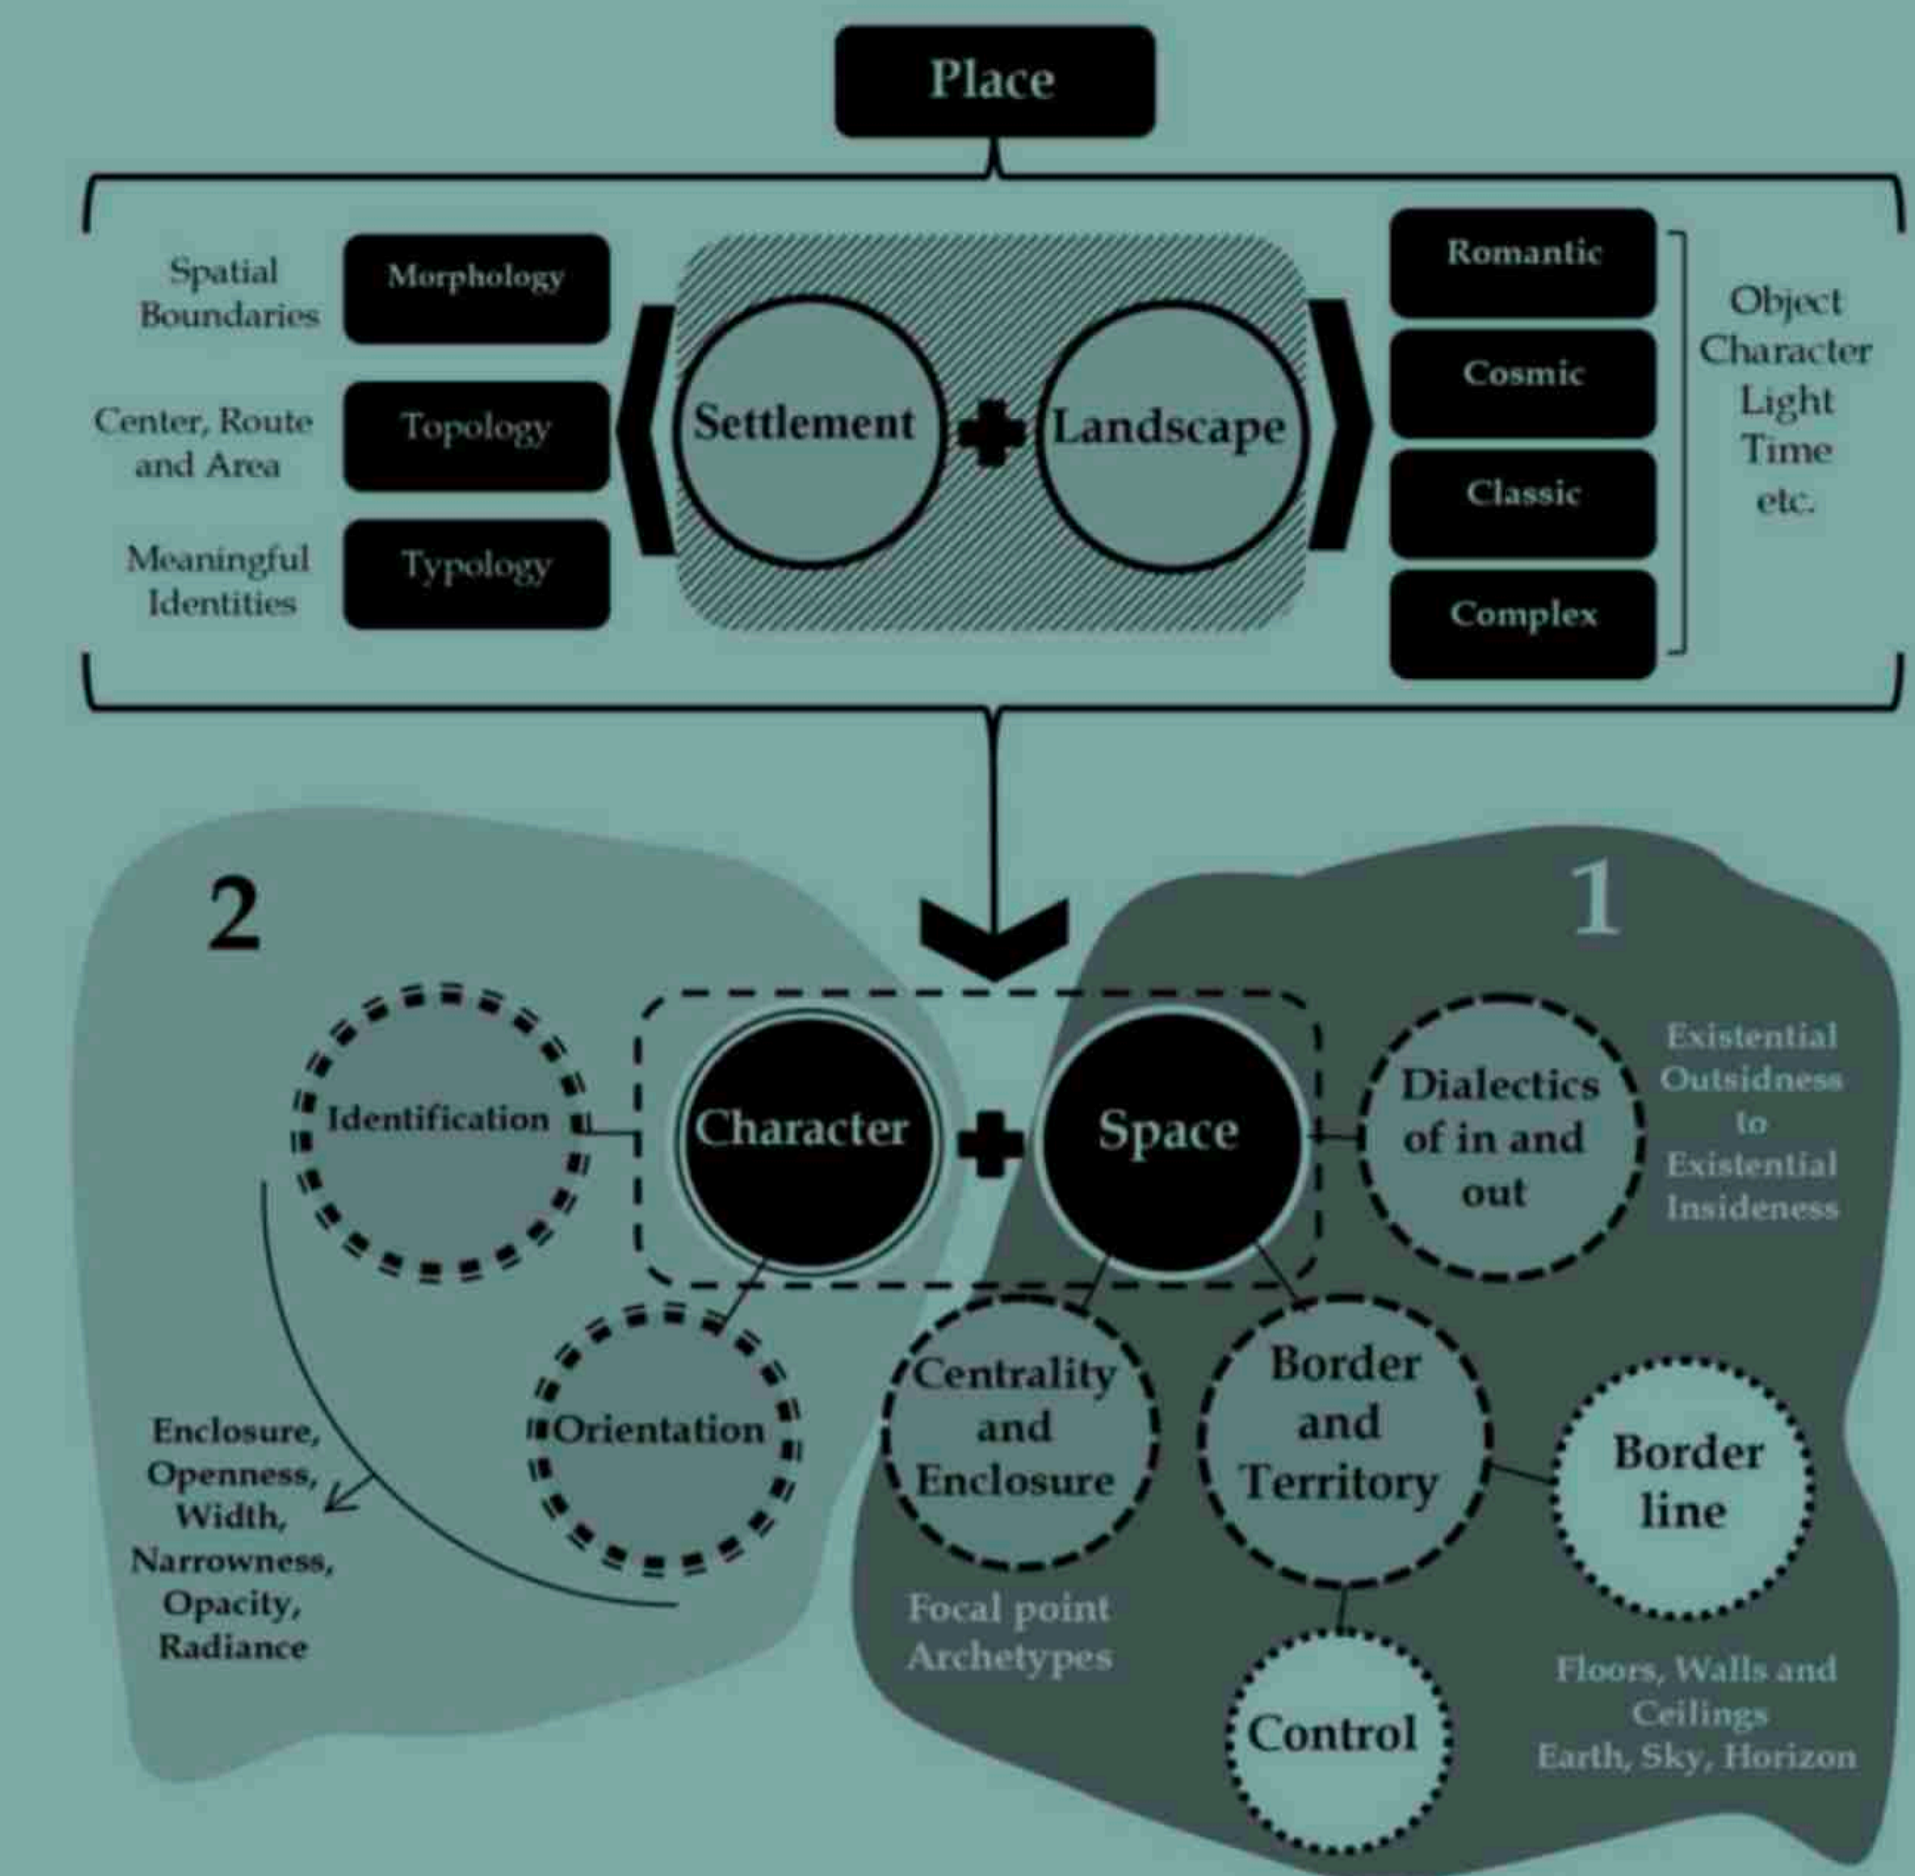 Place
Spatial
Boundaries
Morphology
Center, Route
and Area
Topology
Meaningful
Identities
Typology
Settlement
Landscape
Romantic
Cosmic
Classic
Complex
Object
Character
Light
Time
etc.
2
1
Identification
Character
Space
Dialectics
of in and
out
Existential
Outsidness
to
Existential
Insideness
Orientation
Centrality
and
Enclosure
Border
and
Territory
Border
line
Enclosure,
Openness,
Width,
Narrowness,
Opacity,
Radiance
Focal point
Archetypes
Control
Floors, Walls and
Ceilings
Earth, Sky, Horizon